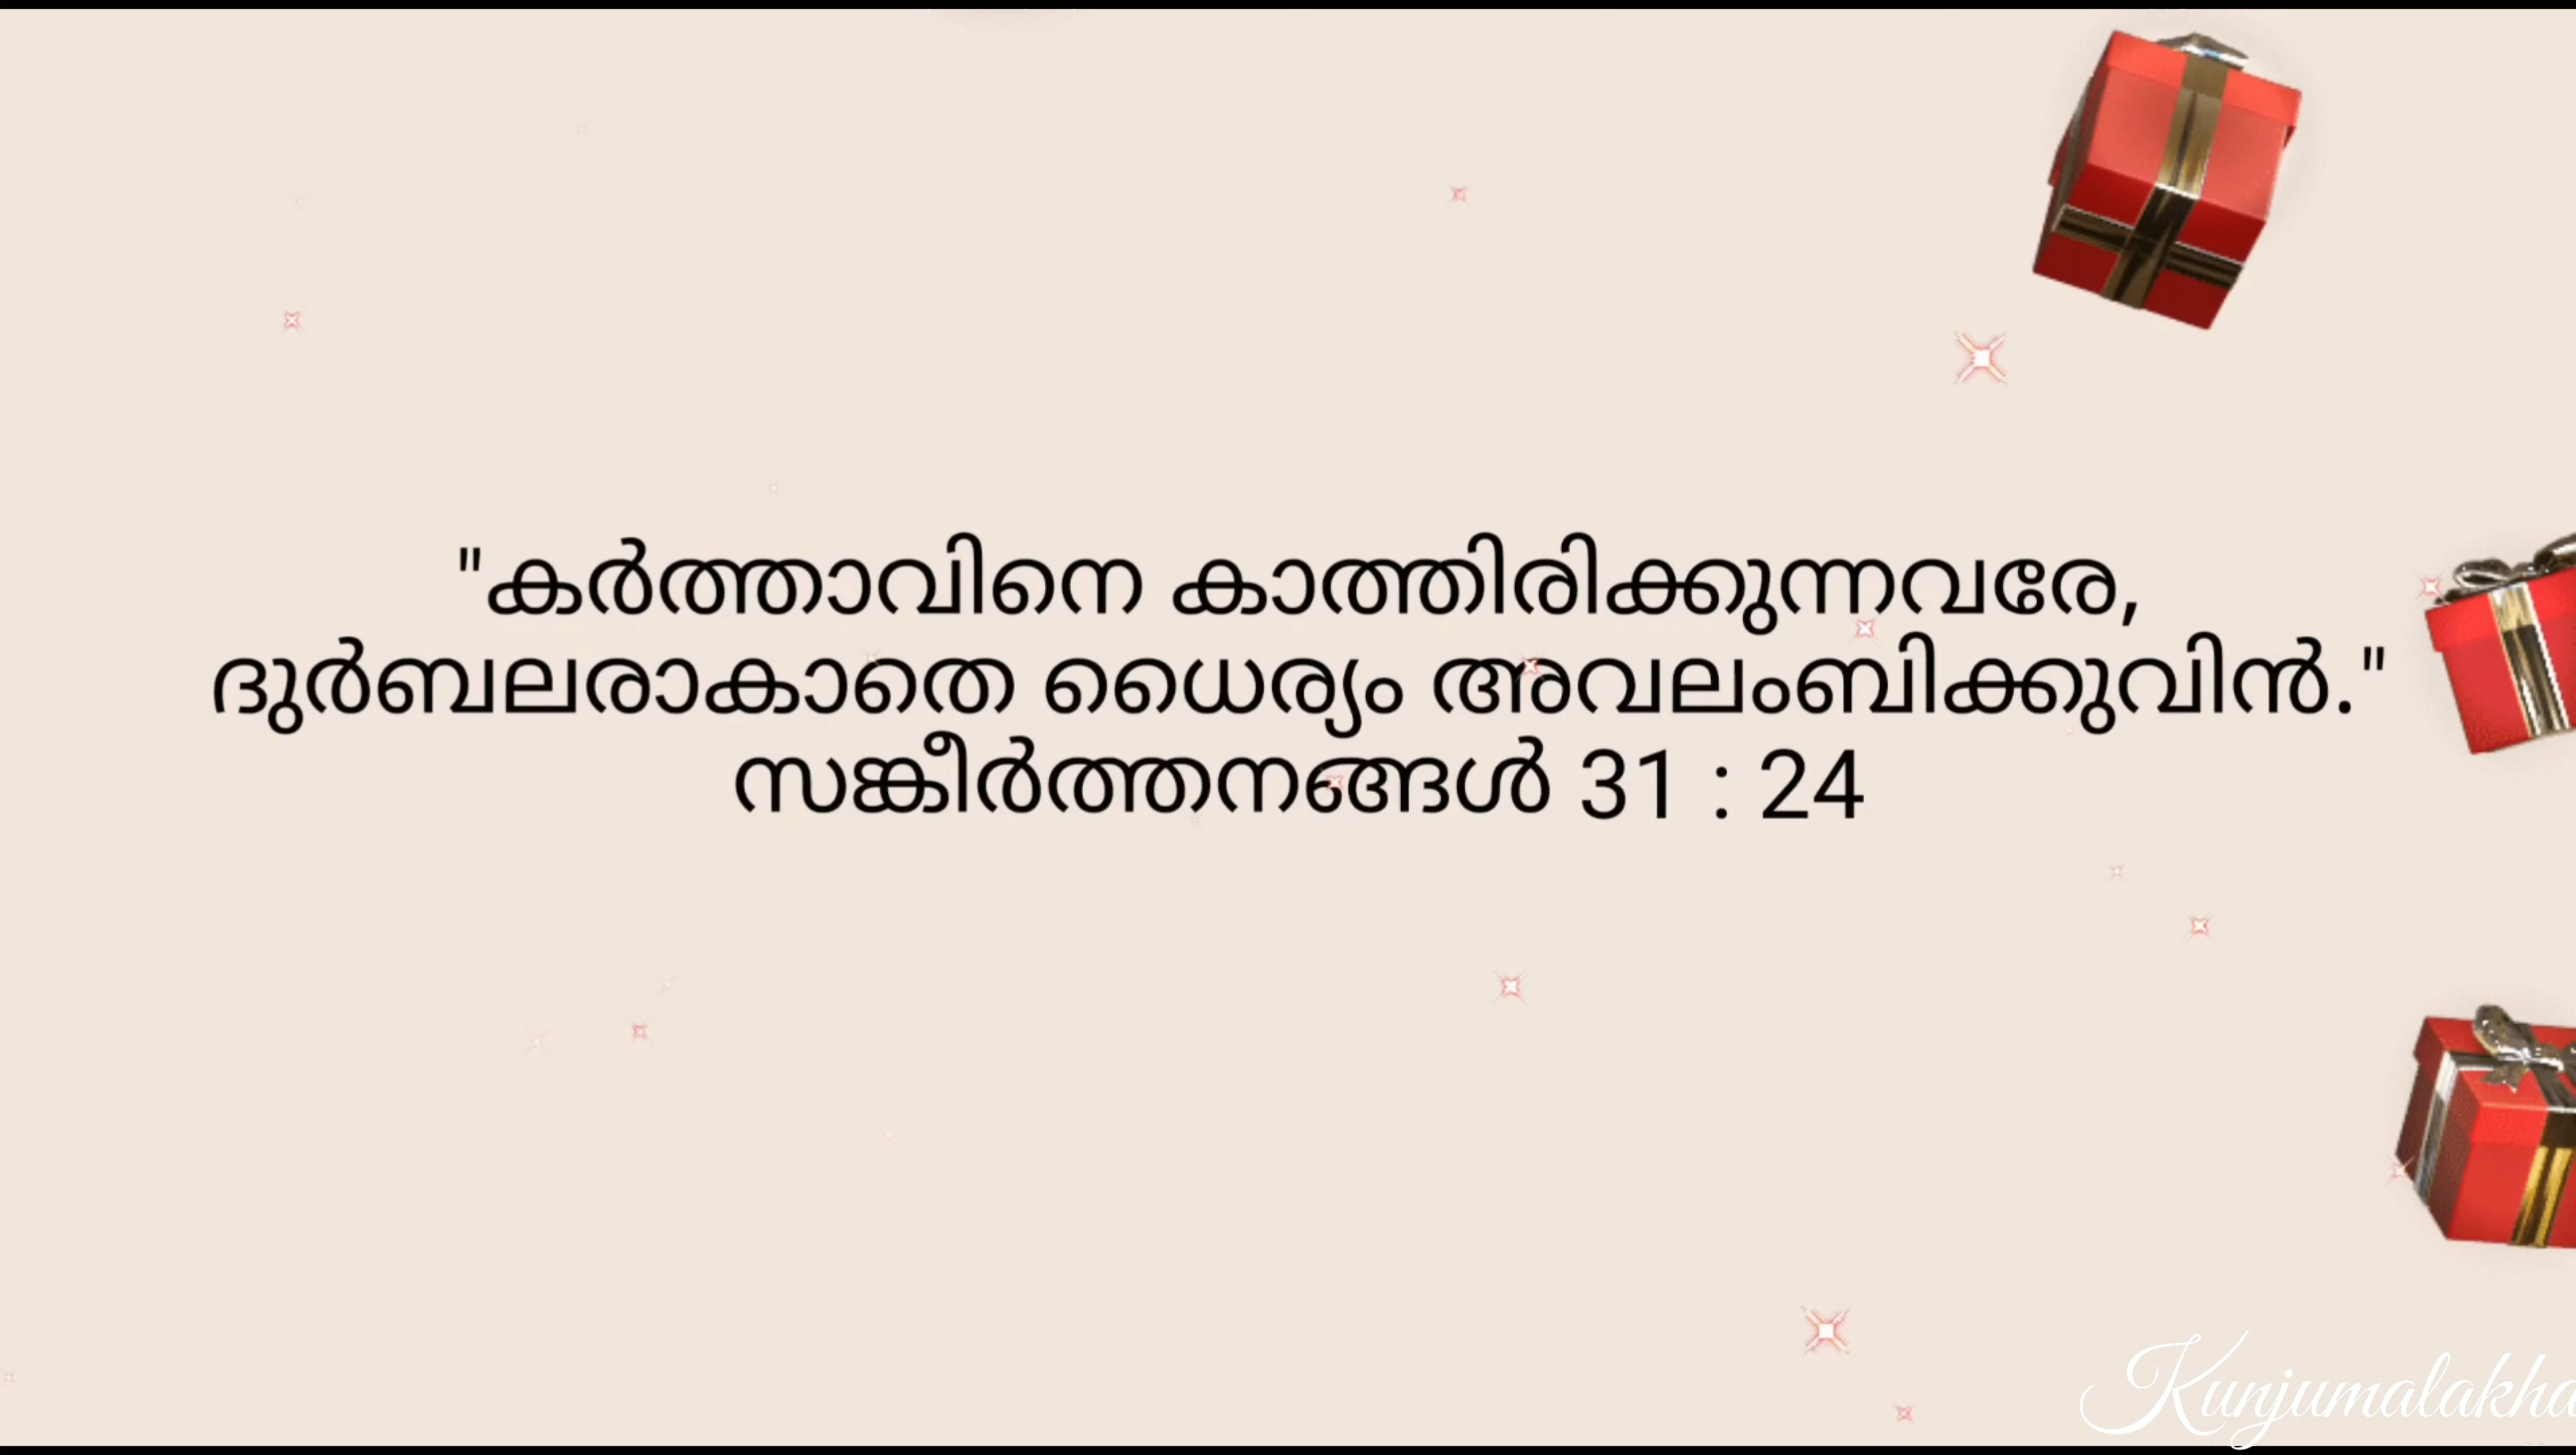 "കർത്താവിനെ കാത്തിരിക്കുന്നവരേ,
ദുർബലരാകാതെ ധൈര്യം അവലംബിക്കുവിൻ."
സങ്കീർത്തനങ്ങൾ 31 : 24
Kunjumalakha